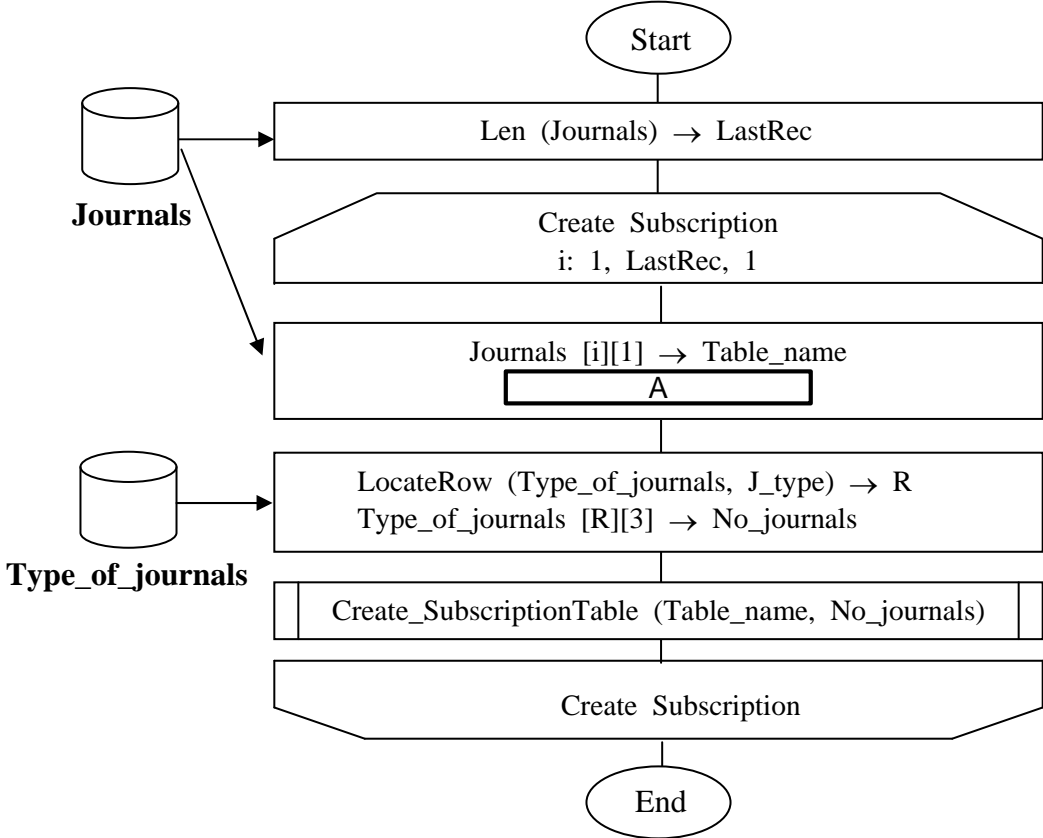 Start
Len (Journals) → LastRec
Journals
Create Subscription
i: 1, LastRec, 1
Journals [i][1] → Table_name
A
LocateRow (Type_of_journals, J_type) → R
Type_of_journals [R][3] → No_journals
Type_of_journals
Create_SubscriptionTable (Table_name, No_journals)
Create Subscription
End